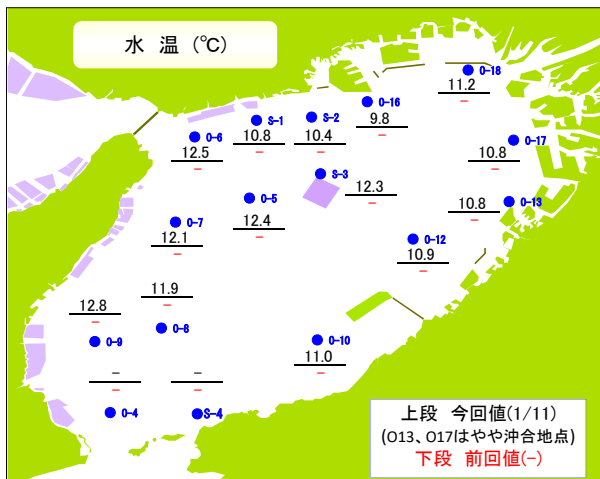 水 温 (℃)
O-18
11.2
−
O-16
9.8
−
S-1
10.8
−
S-2
10.4
−
O-6
12.5
−
O-17
10.8
−
S-3
12.3
−
O-5
12.4
−
O-13
10.8
−
O-7
12.1
−
O-12
10.9
−
11.9
−
O-8
12.8
−
O-9
O-10
11.0
−
−
−
O-4
−
−
S-4
上段 今回値(1/11)
(O13、O17はやや沖合地点)
下段 前回値(−)